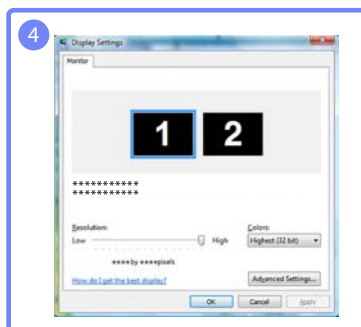 4
Display Settings
Monitor
1 2
***********
***********
Resolution: Colors:
Low High Highest (32 bit)
****by ****pixels
How do I get the best display? Advanced Settings...
OK Cancel Apply